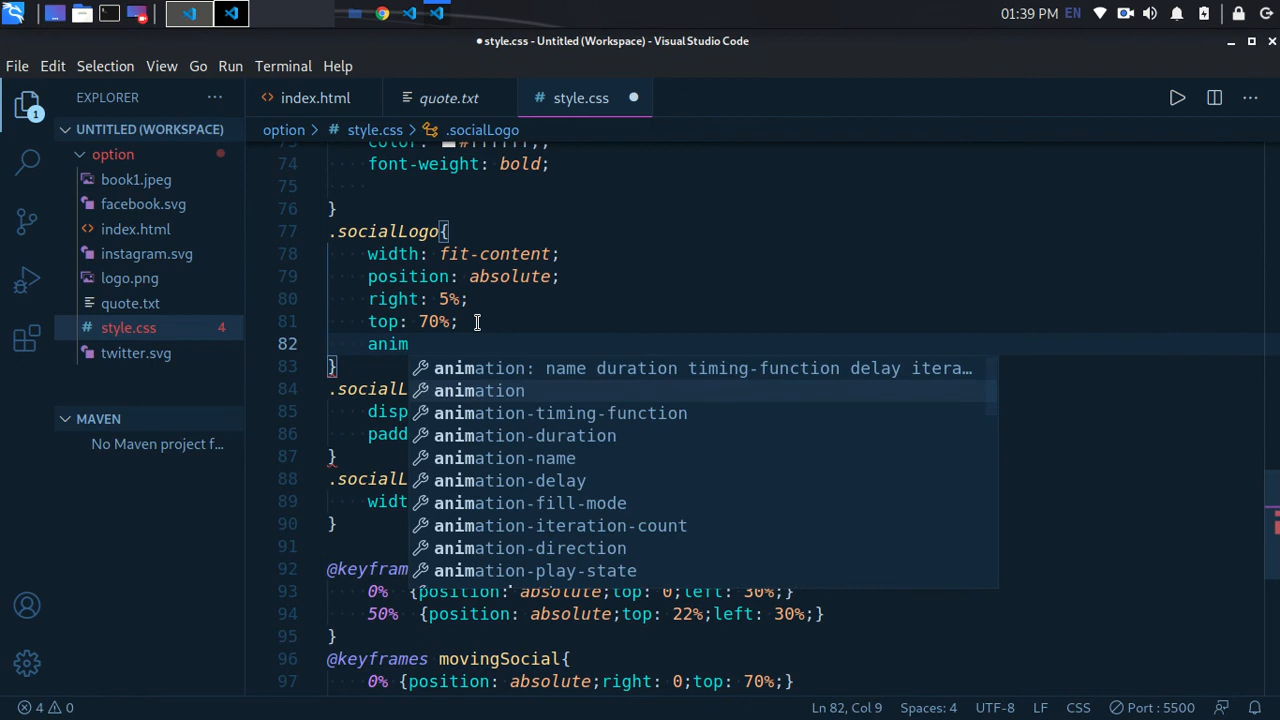 01:39 PM EN
style.css - Untitled (Workspace) - Visual Studio Code
File Edit Selection View Go Run Terminal Help
EXPLORER
UNTITLED (WORKSPACE)
option
book1.jpeg
facebook.svg
index.html
instagram.svg
logo.png
quote.txt
style.css 4
twitter.svg
MAVEN
No Maven project f...
1
index.html quote.txt style.css
option > style.css > .socialLogo
74 font-weight: bold;
75
76 }
77 .socialLogo{
78 width: fit-content;
79 position: absolute;
80 right: 5%;
81 top: 70%;
82 anim
83 }
84 .socialL
85 disp
86 padd
87 }
88 .socialL
89 widt
90 }
91
92 @keyfram
93 0% {position: absolute;top: 0;left: 30%;}
94 50% {position: absolute;top: 22%;left: 30%;}
95 }
96 @keyframes movingSocial{
97 0% {position: absolute;right: 0;top: 70%;}
animation: name duration timing-function delay itera…
animation
animation-timing-function
animation-duration
animation-name
animation-delay
animation-fill-mode
animation-iteration-count
animation-direction
animation-play-state
4 0 Ln 82, Col 9 Spaces: 4 UTF-8 LF CSS Port : 5500